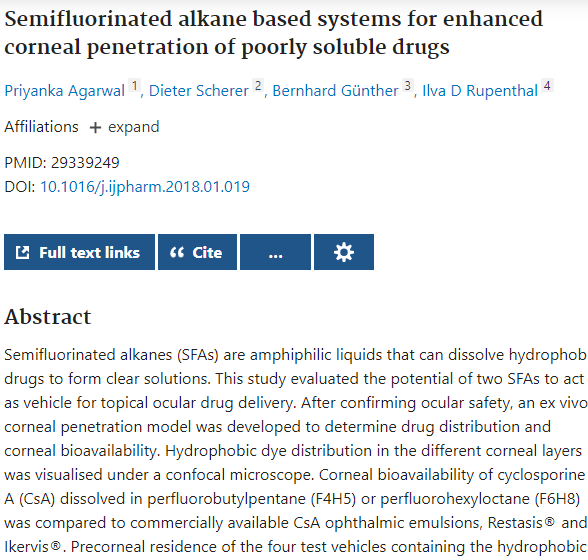 Semifluorinated alkane based systems for enhanced
corneal penetration of poorly soluble drugs
Priyanka Agarwal 1, Dieter Scherer 2, Bernhard Günther 3, Ilva D Rupenthal 4
Affiliations + expand
PMID: 29339249
DOI: 10.1016/j.ijpharm.2018.01.019
Full text links Cite ...
Abstract
Semifluorinated alkanes (SFAs) are amphiphilic liquids that can dissolve hydrophob
drugs to form clear solutions. This study evaluated the potential of two SFAs to act
as vehicle for topical ocular drug delivery. After confirming ocular safety, an ex vivo
corneal penetration model was developed to determine drug distribution and
corneal bioavailability. Hydrophobic dye distribution in the different corneal layers
was visualised under a confocal microscope. Corneal bioavailability of cyclosporine
A (CsA) dissolved in perfluorobutylpentane (F4H5) or perfluorohexyloctane (F6H8)
was compared to commercially available CsA ophthalmic emulsions, Restasis® and
Ikervis®. Precorneal residence of the four test vehicles containing the hydrophobic